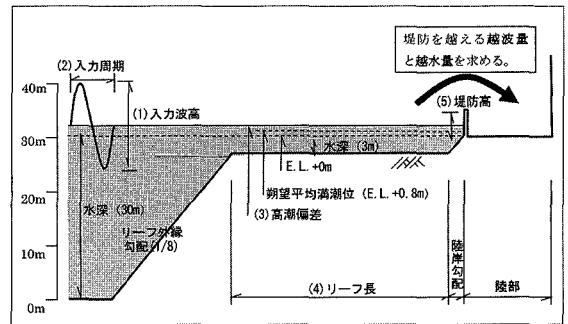 堤防を越える越波量
と越水量を求める。
(2)入力周期
40m
(1)入力波高
(5)堤防高
30m
水深 (3m)
E.L.+0m
20m
朔望平均満潮位 (E.L.+0.8m)
水深 (30m)
(3)高潮偏差
リーフ外縁
勾配(1/8)
10m
陸岸勾配
(4)リーフ長
陸部
0m